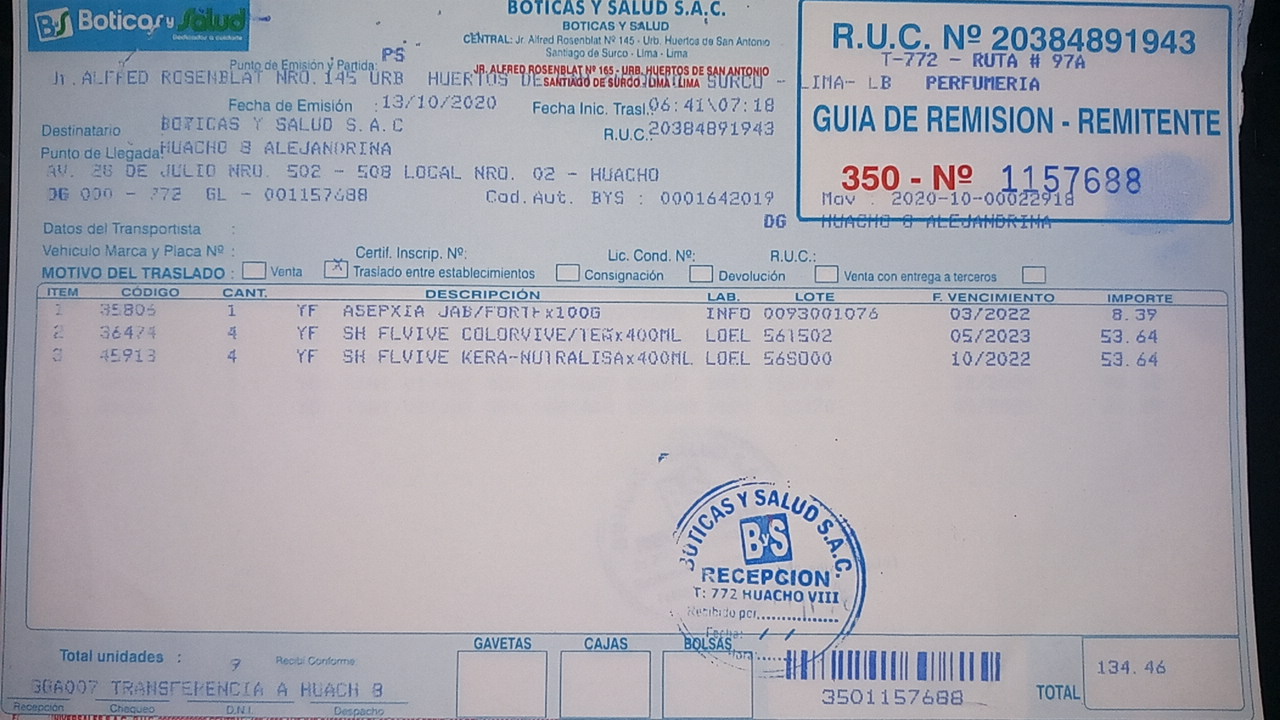 ByS Boticas y Salud
BOTICAS Y SALUD S.A.C.
BOTICAS Y SALUD
CENTRAL: Jr. Alfred Rosenblat Nº 145 - Urb. Huertos de San Antonio
Santiago de Surco - Lima - Lima
JR. ALFRED ROSENBLAT Nº 165 - URB. HUERTOS DE SAN ANTONIO
SANTIAGO DE SURCO - LIMA - LIMA
R.U.C. Nº 20384891943
T-772 - RUTA # 97A
Punto de Emisión y Partida: PS
Jr. ALFRED ROSENBLAT NRO. 145 URB HUERTOS DE SURCO - LIMA- LB PERFUMERIA
Fecha de Emisión : 13/10/2020 Fecha Inic. Trasl. 06:41\07:18
GUIA DE REMISION - REMITENTE
Destinatario BOTICAS Y SALUD S.A.C R.U.C.: 20384891943
Punto de Llegada: HUACHO 8 ALEJANDRINA
AV. 28 DE JULIO NRO. 502 - 508 LOCAL NRO. 02 - HUACHO
350 - Nº 1157688
DG 000 - 772 GL - 001157688 Cod.Aut. BYS : 0001642019 Mov : 2020-10-00022918
DG HUACHO 8 ALEJANDRINA
Datos del Transportista :
Vehiculo Marca y Placa Nº : Certif. Inscrip. Nº: Lic. Cond. Nº: R.U.C.:
MOTIVO DEL TRASLADO : Venta X Traslado entre establecimientos Consignación Devolución Venta con entrega a terceros
ITEM CÓDIGO CANT. DESCRIPCIÓN LAB. LOTE F. VENCIMIENTO IMPORTE
1 35806 1 YF ASEPXIA JAB/FORTEx100G INFO 0093001076 03/2022 8.39
2 36474 4 YF SH FLVIVE COLORVIVE/TERx400ML LOEL 561502 05/2023 53.64
3 45913 4 YF SH FLVIVE KERA-NUTRALISAx400ML LOEL 56S000 10/2022 53.64
BOTICAS Y SALUD S.A.C.
ByS
RECEPCION
T: 772 HUACHO VIII
Recibido por
Fecha: / /
Hora:
Total unidades : 9 Recibí Conforme
GAVETAS CAJAS BOLSAS
GGA007 TRANSFERENCIA A HUACH 8
Recepción Chequeo D.N.I. Despacho
3501157688
TOTAL 134.46